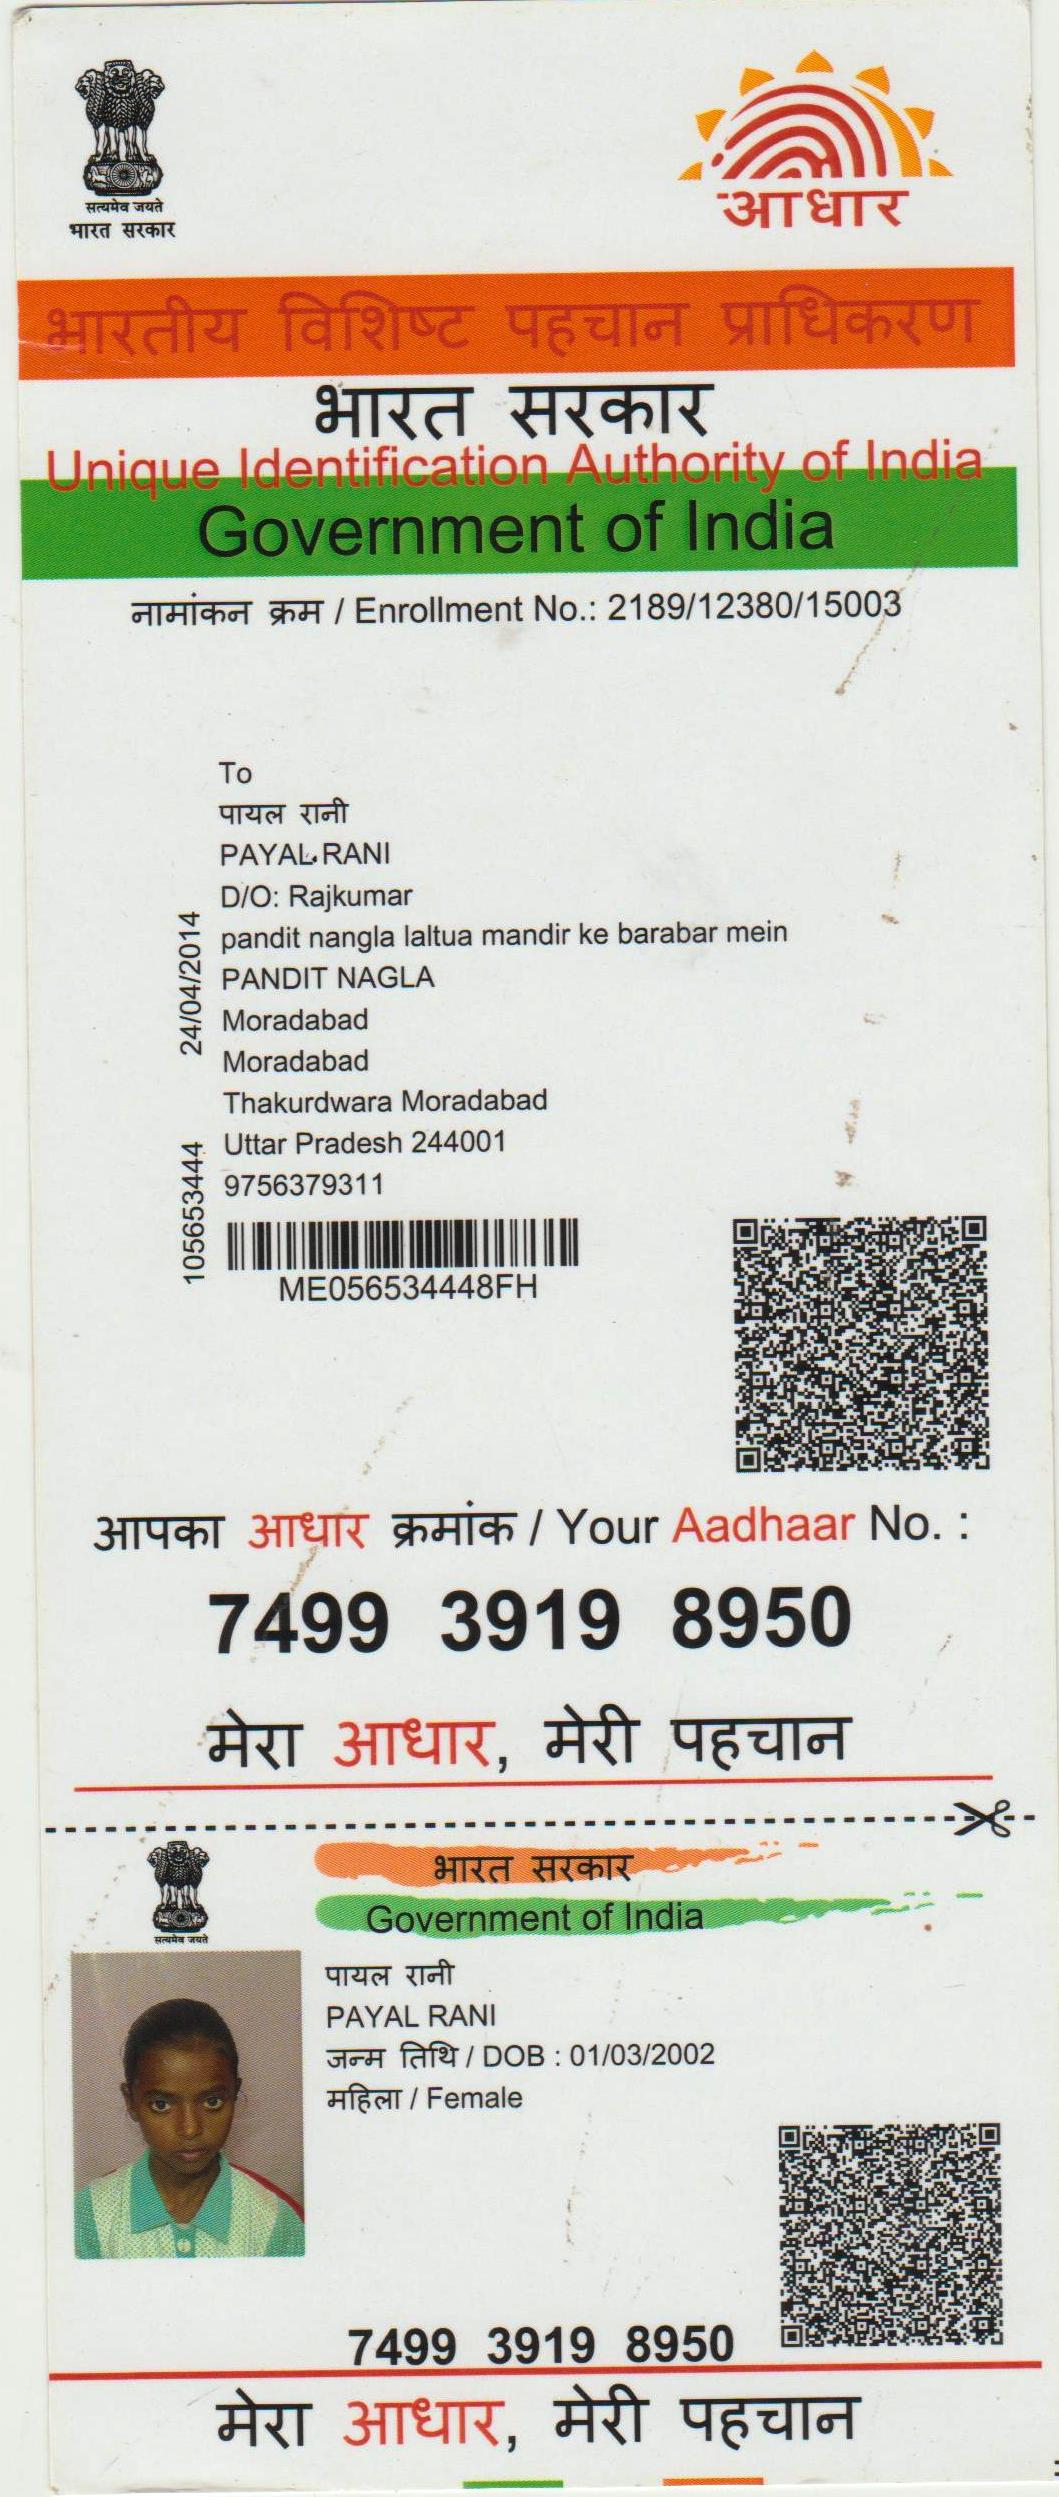 सत्यमेव जयते
भारत सरकार
आधार
भारतीय विशिष्ट पहचान प्राधिकरण
भारत सरकार
Unique Identification Authority of India
Government of India
नामांकन क्रम / Enrollment No.: 2189/12380/15003
To
पायल रानी
PAYAL RANI
D/O: Rajkumar
pandit nangla laltua mandir ke barabar mein
PANDIT NAGLA
Moradabad
Moradabad
Thakurdwara Moradabad
Uttar Pradesh 244001
9756379311
24/04/2014
105653444
ME056534448FH
आपका आधार क्रमांक / Your Aadhaar No. :
7499 3919 8950
मेरा आधार, मेरी पहचान
सत्यमेव जयते
भारत सरकार
Government of India
पायल रानी
PAYAL RANI
जन्म तिथि / DOB : 01/03/2002
महिला / Female
7499 3919 8950
मेरा आधार, मेरी पहचान